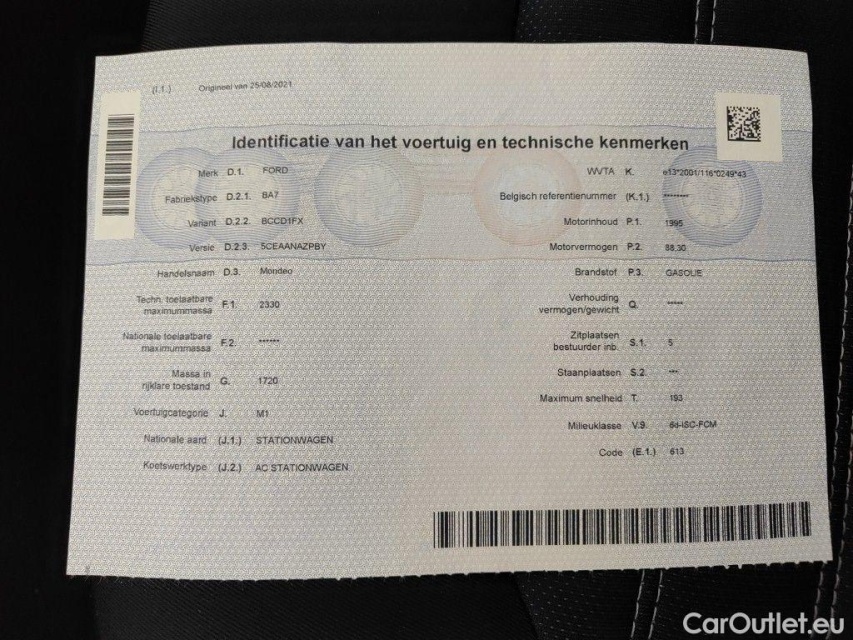 (I.1.) Origineel van 25/08/2021
Identificatie van het voertuig en technische kenmerken
Merk D.1. FORD
Fabriekstype D.2.1. BA7
Variant D.2.2. BCCD1FX
Versie D.2.3. 5CEAANAZPBY
Handelsnaam D.3. Mondeo
Techn. toelaatbare
maximummassa F.1. 2330
Nationale toelaatbare
maximummassa F.2. ******
Massa in
rijklare toestand G. 1720
Voertuigcategorie J. M1
Nationale aard (J.1.) STATIONWAGEN
Koetswerktype (J.2.) AC STATIONWAGEN
WVTA K. e13*2001/116*0249*43
Belgisch referentienummer (K.1.) ********
Motorinhoud P.1. 1995
Motorvermogen P.2. 88.30
Brandstof P.3. GASOLIE
Verhouding
vermogen/gewicht Q. *****
Zitplaatsen
bestuurder inb. S.1. 5
Staanplaatsen S.2. ***
Maximum snelheid T. 193
Milieuklasse V.9. 6d-ISC-FCM
Code (E.1.) 613
CarOutlet.eu